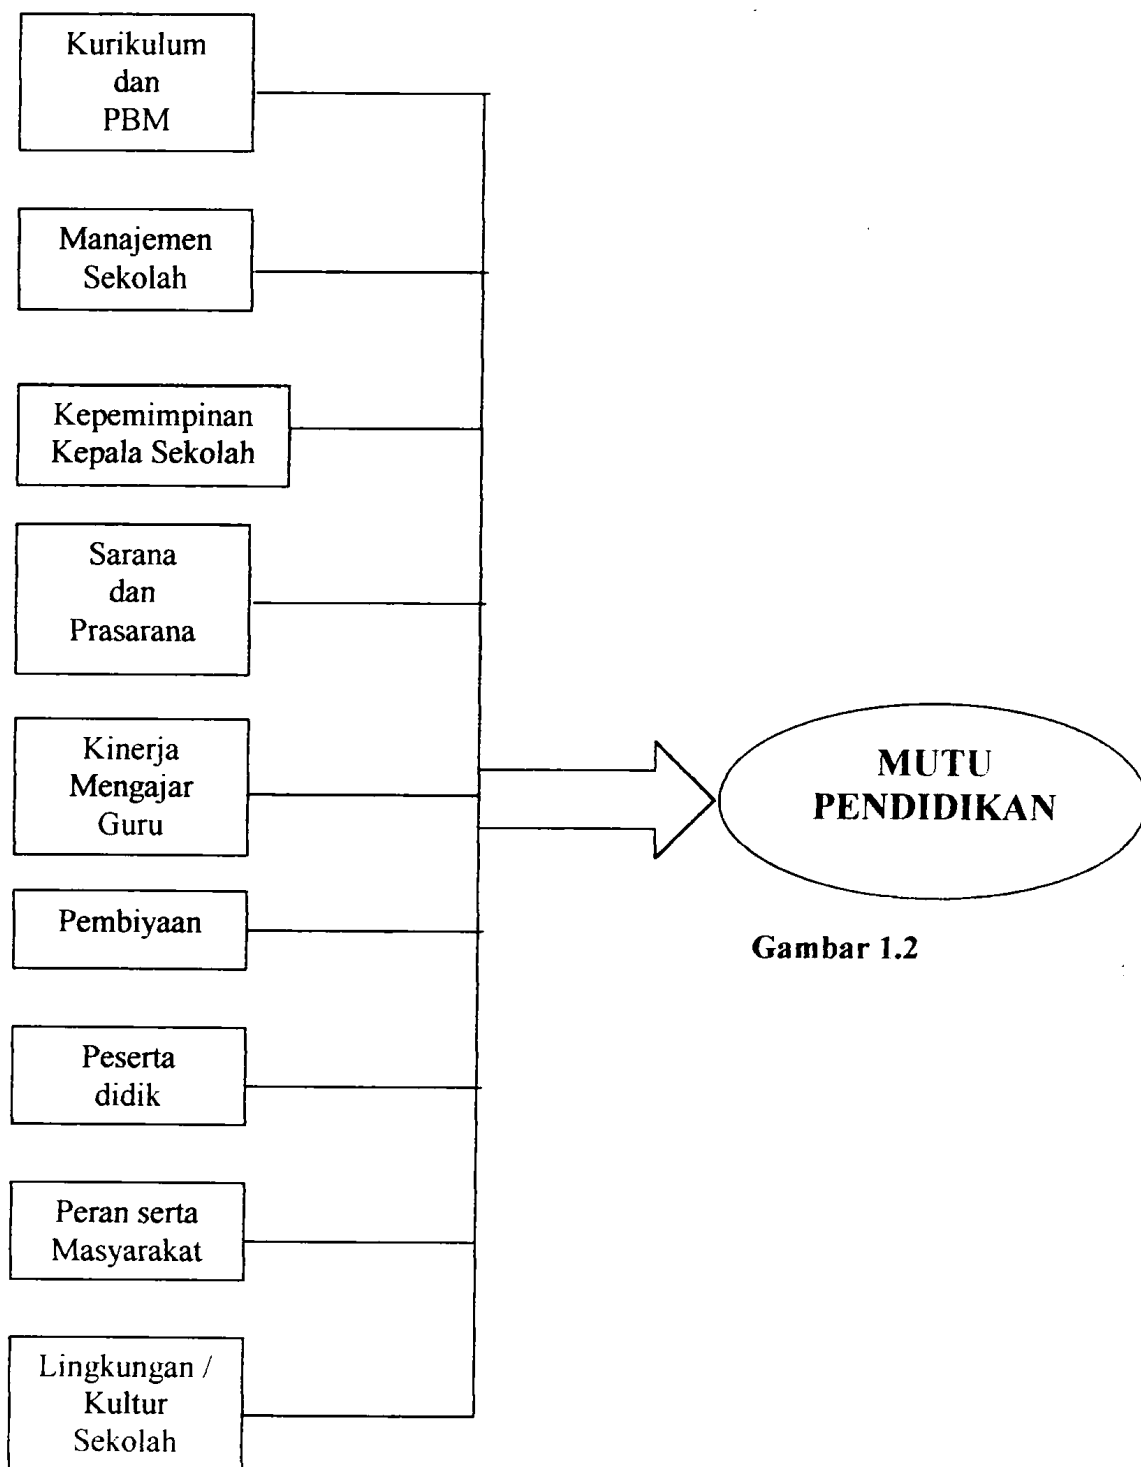 Kurikulum
dan
PBM
Manajemen
Sekolah
Kepemimpinan
Kepala Sekolah
Sarana
dan
Prasarana
Kinerja
Mengajar
Guru
Pembiyaan
Peserta
didik
Peran serta
Masyarakat
Lingkungan /
Kultur
Sekolah
MUTU
PENDIDIKAN
Gambar 1.2